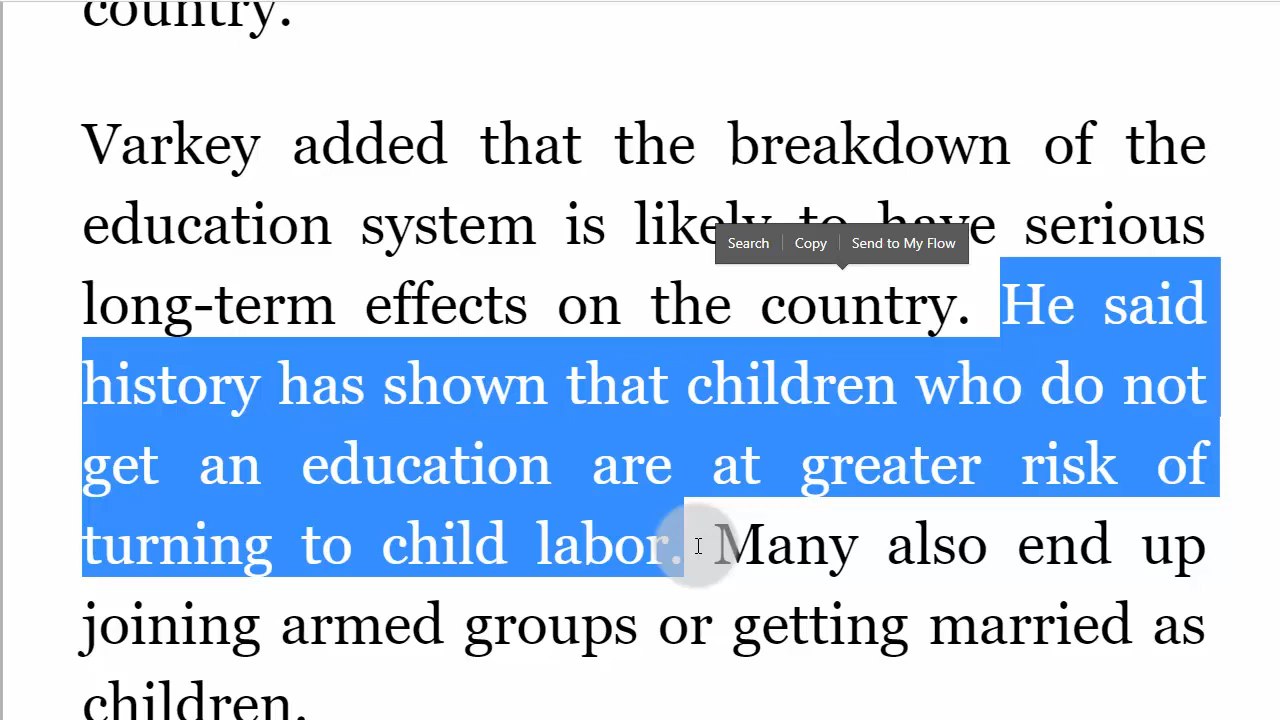 country.
Varkey added that the breakdown of the
education system is likely to have serious
Search Copy Send to My Flow
long-term effects on the country. He said
history has shown that children who do not
get an education are at greater risk of
turning to child labor. Many also end up
joining armed groups or getting married as
children.